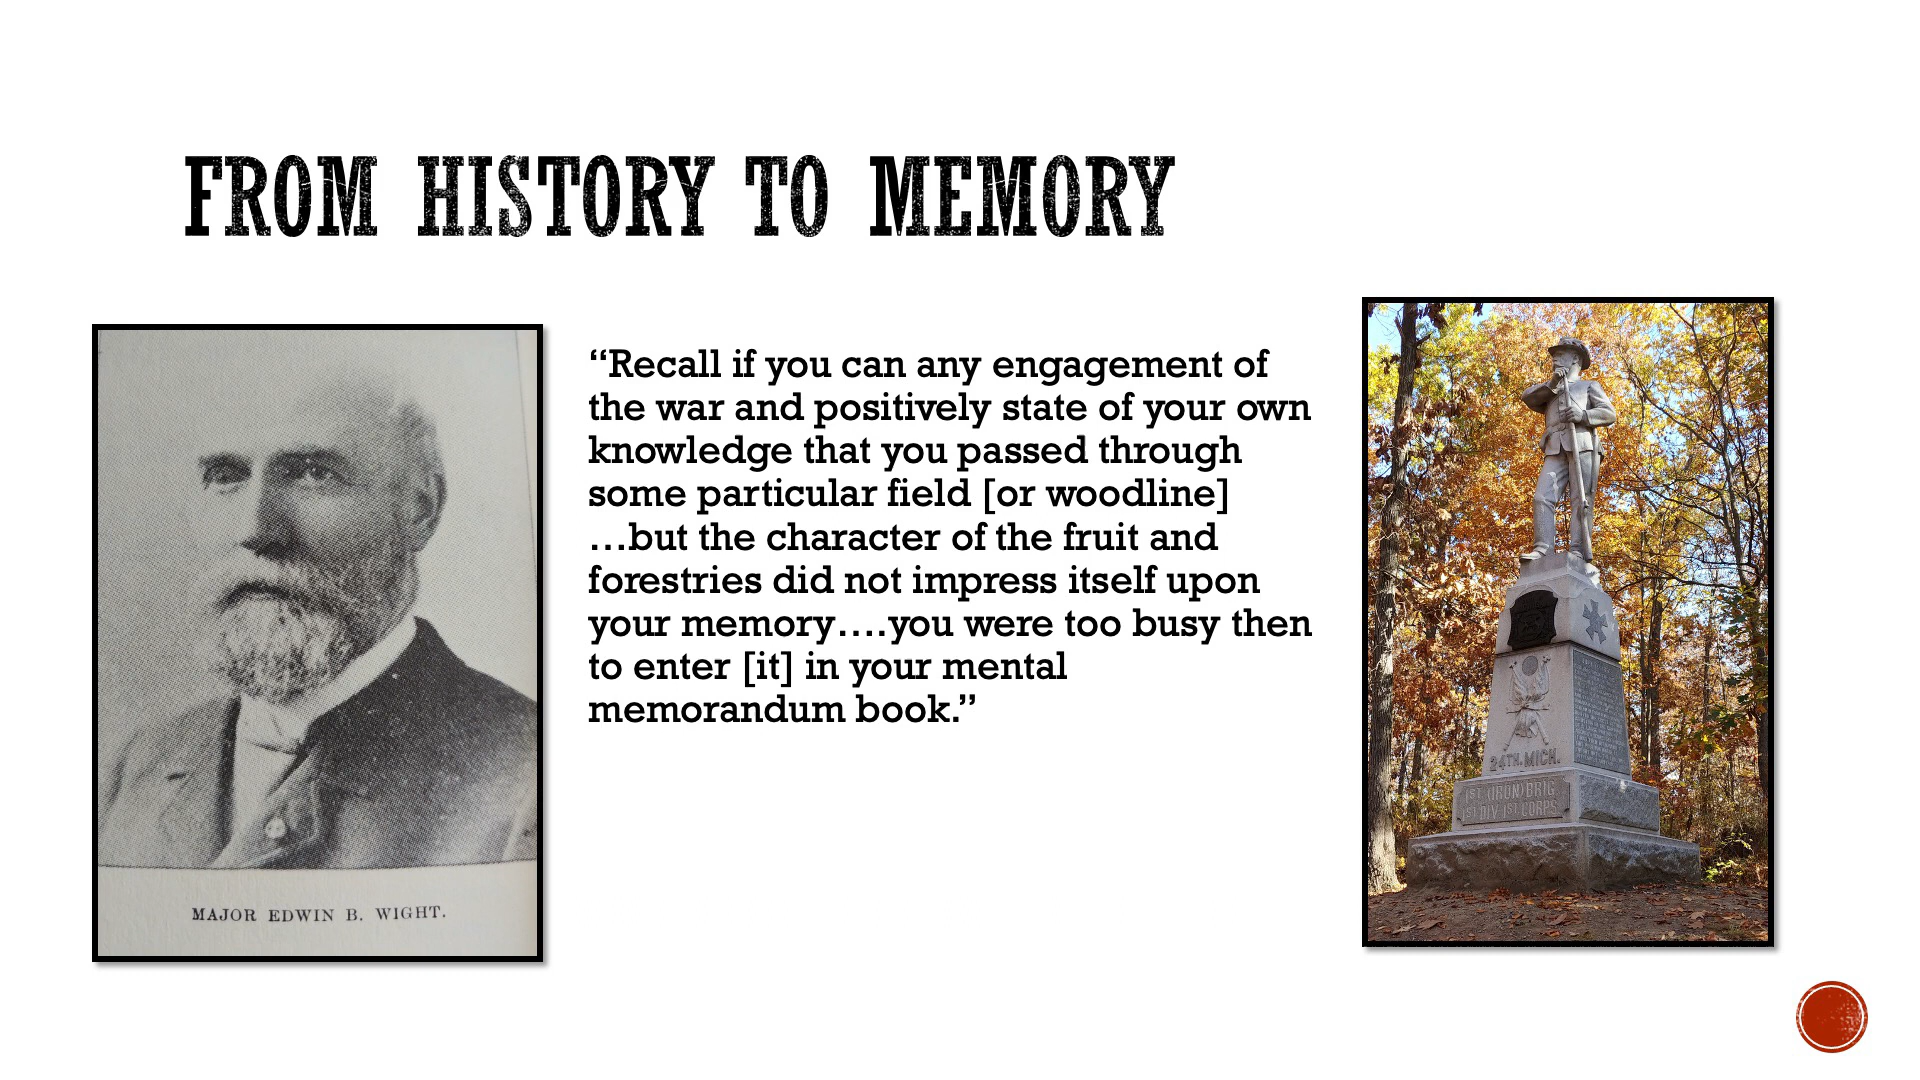 FROM HISTORY TO MEMORY
“Recall if you can any engagement of
the war and positively state of your own
knowledge that you passed through
some particular field [or woodline]
…but the character of the fruit and
forestries did not impress itself upon
your memory….you were too busy then
to enter [it] in your mental
memorandum book.”
MAJOR EDWIN B. WIGHT.
24TH. MICH.
1ST (IRON) BRIG
1ST DIV 1ST CORPS